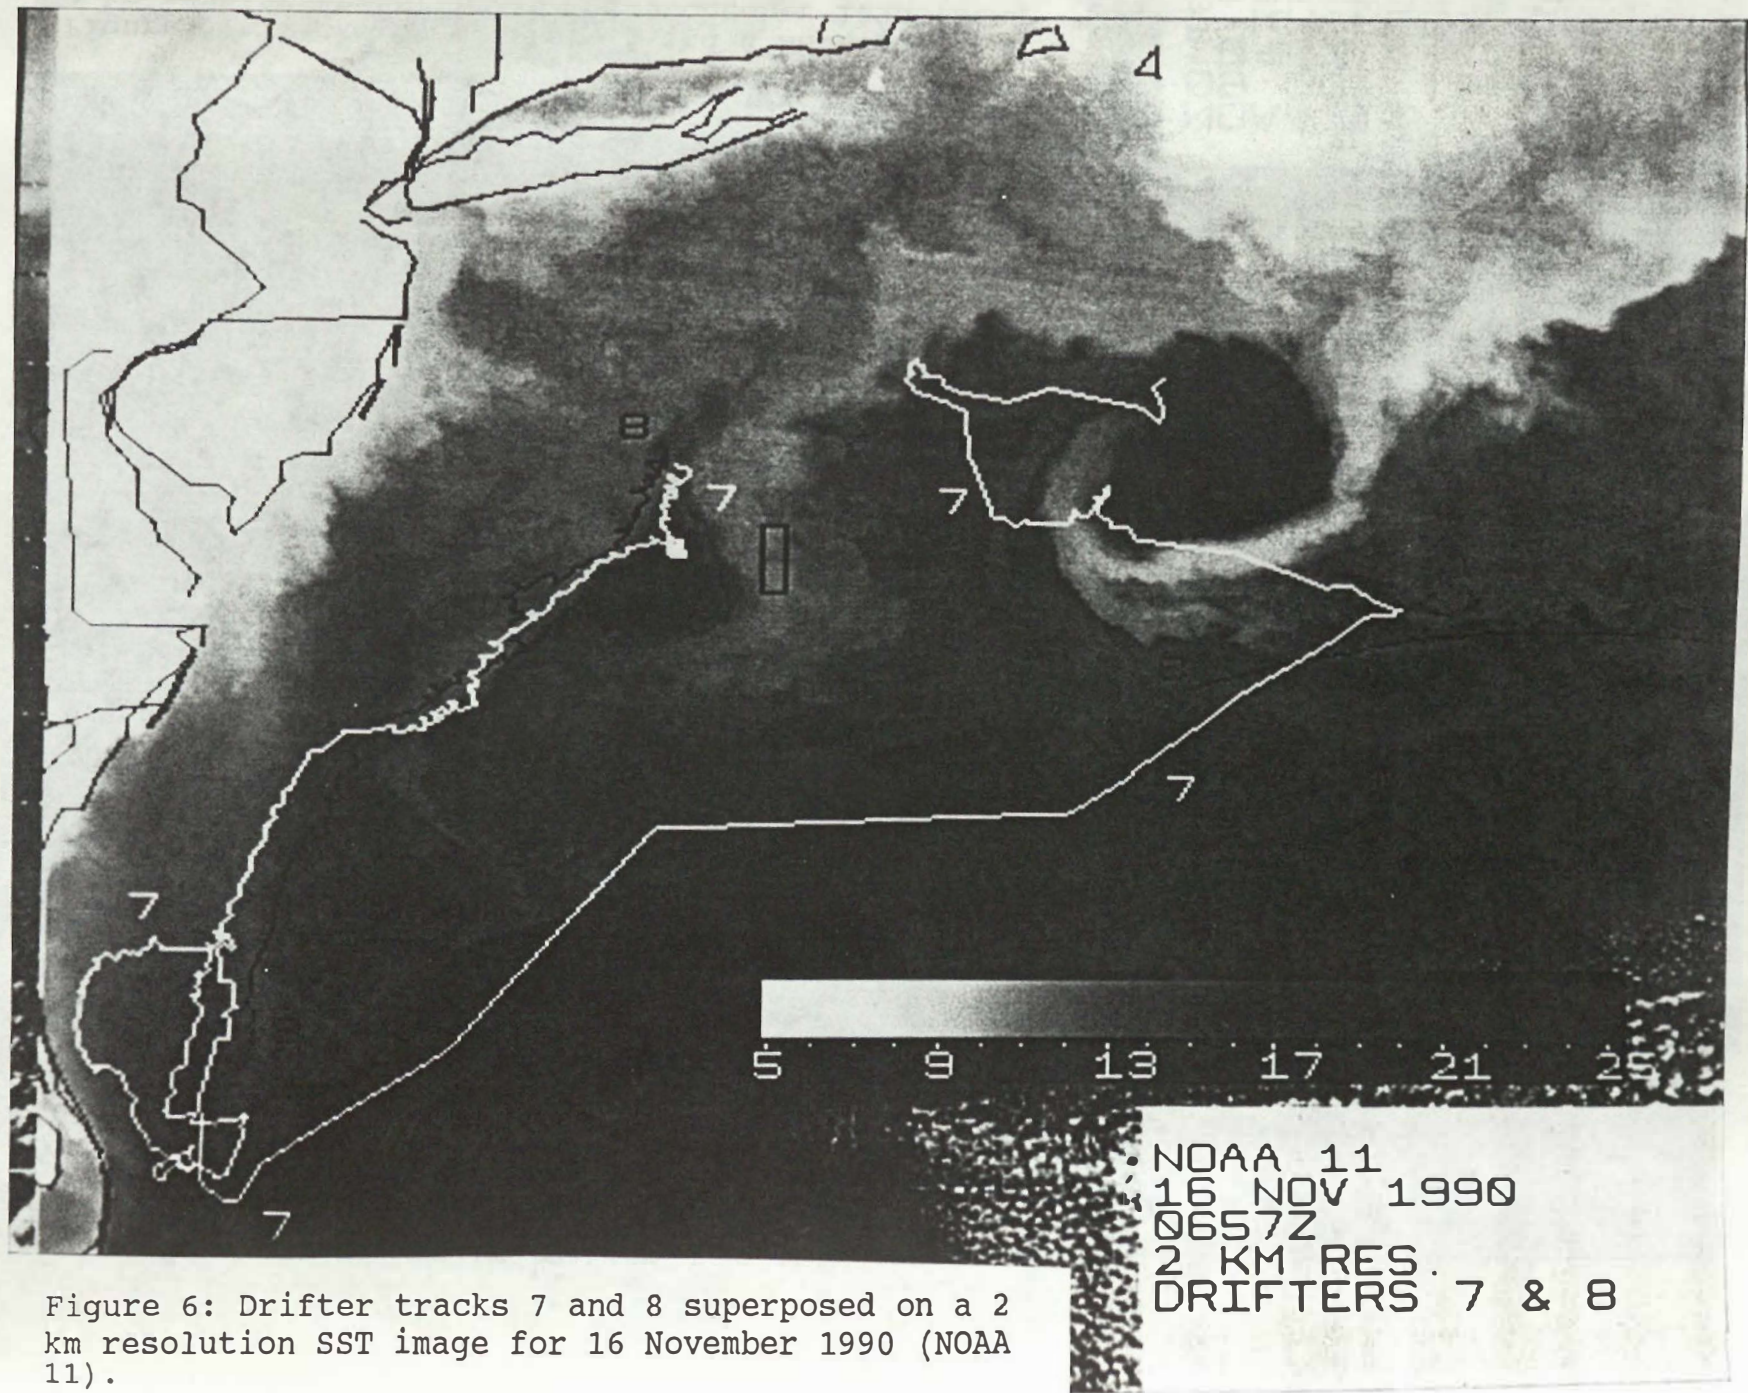 4
8
7
7
8
7
7
5 9 13 17 21 25
NOAA 11
16 NOV 1990
0657Z
2 KM RES.
DRIFTERS 7 & 8
7
Figure 6: Drifter tracks 7 and 8 superposed on a 2
km resolution SST image for 16 November 1990 (NOAA
11).